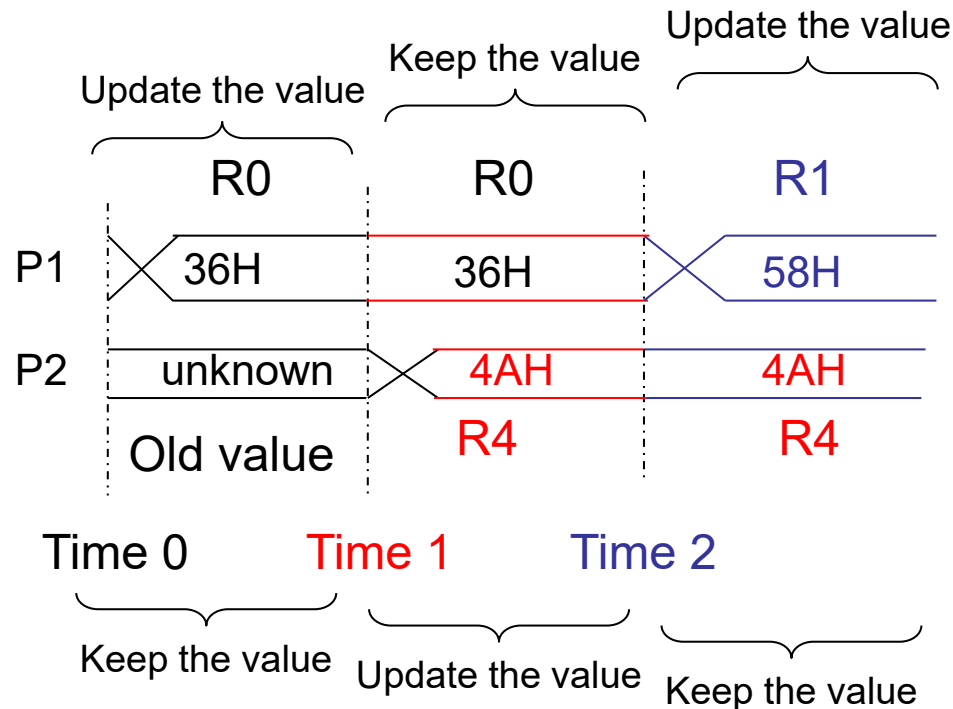 Update the value
Keep the value
Update the value
R0
R0
R1
P1
36H
36H
58H
P2
unknown
4AH
4AH
Old value
R4
R4
Time 0
Time 1
Time 2
Keep the value
Update the value
Keep the value